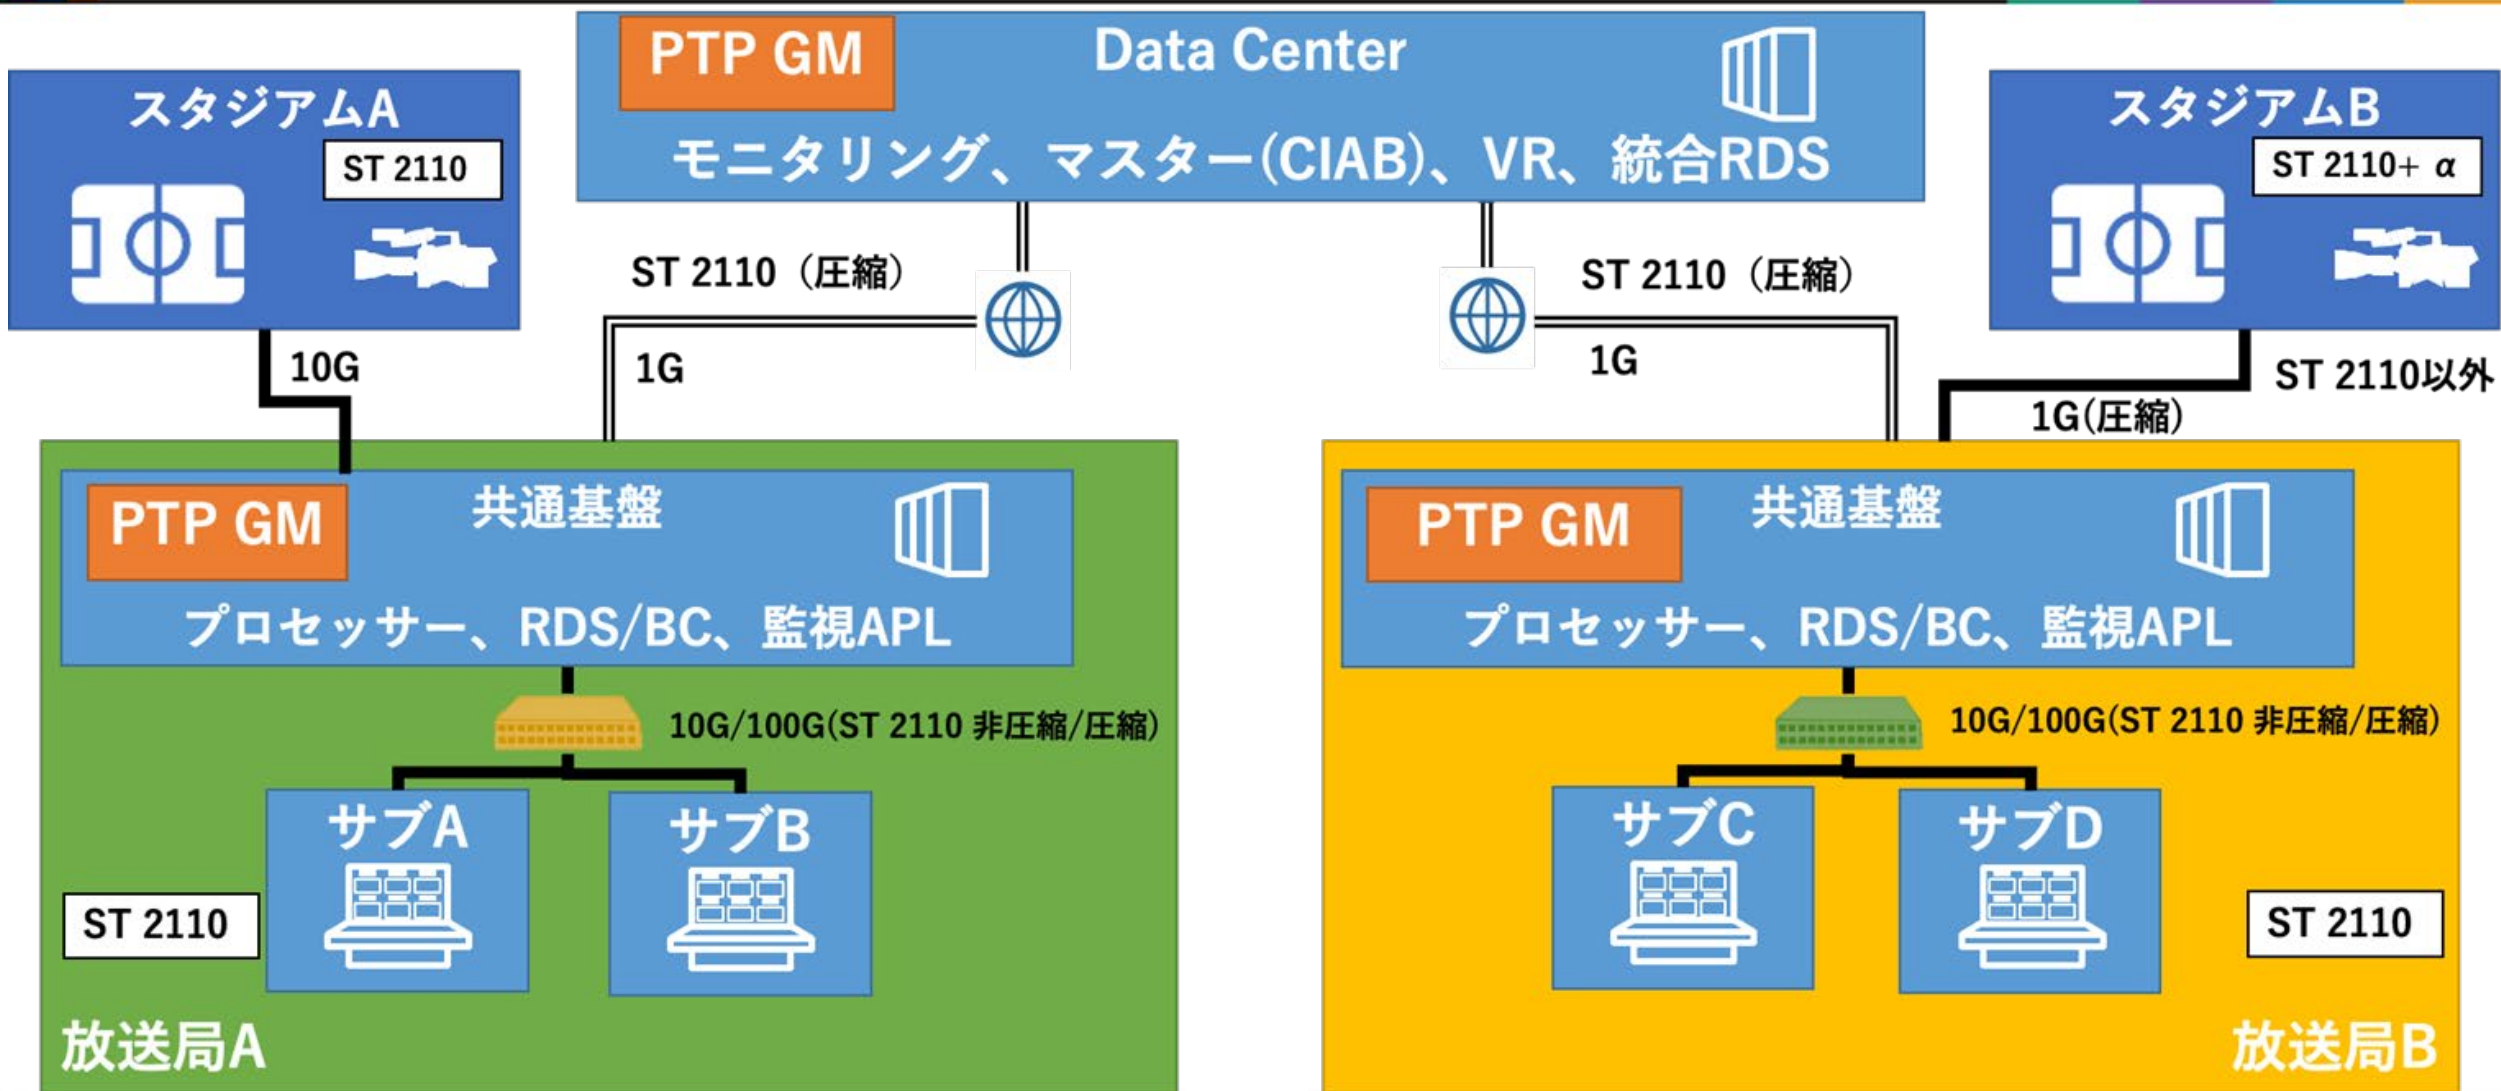 PTP GM
Data Center
モニタリング、マスター(CIAB)、VR、統合RDS
スタジアムA
ST 2110
スタジアムB
ST 2110+ α
ST 2110（圧縮）
1G
ST 2110（圧縮）
1G
10G
ST 2110以外
1G(圧縮)
PTP GM
共通基盤
プロセッサー、RDS/BC、監視APL
10G/100G(ST 2110 非圧縮/圧縮)
サブA
サブB
ST 2110
放送局A
PTP GM
共通基盤
プロセッサー、RDS/BC、監視APL
10G/100G(ST 2110 非圧縮/圧縮)
サブC
サブD
ST 2110
放送局B